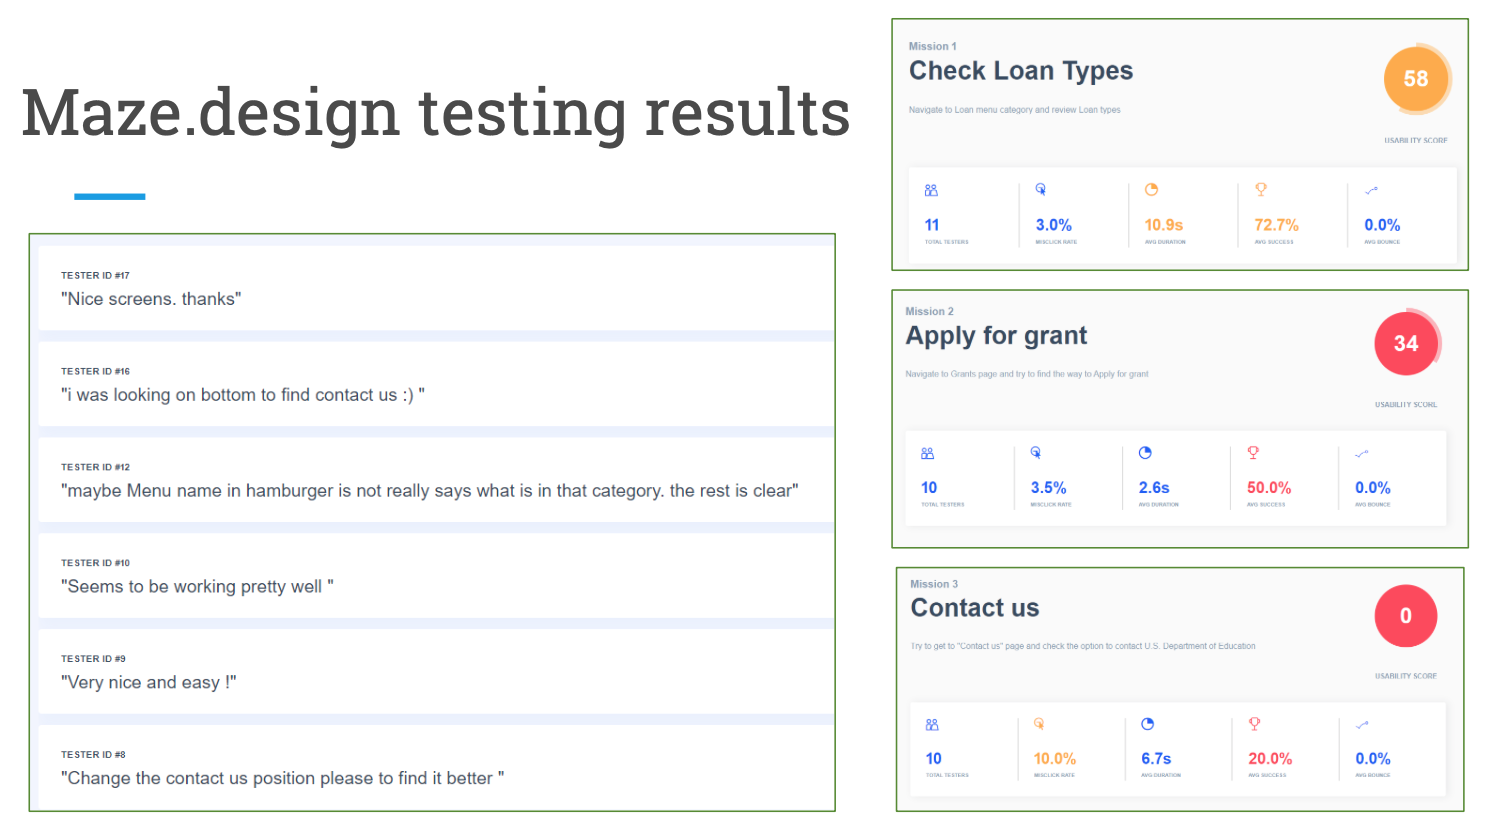 Maze.design testing results
TESTER ID #17
"Nice screens. thanks"
TESTER ID #16
"i was looking on bottom to find contact us :) "
TESTER ID #12
"maybe Menu name in hamburger is not really says what is in that category. the rest is clear"
TESTER ID #10
"Seems to be working pretty well "
TESTER ID #9
"Very nice and easy !"
TESTER ID #8
"Change the contact us position please to find it better "
Mission 1
Check Loan Types
58
Navigate to Loan menu category and review Loan types
USABILITY SCORE
11 3.0% 10.9s 72.7% 0.0%
TOTAL TESTERS MISCLICK RATE AVG DURATION AVG SUCCESS AVG BOUNCE
Mission 2
Apply for grant
34
Navigate to Grants page and try to find the way to Apply for grant
USABILITY SCORE
10 3.5% 2.6s 50.0% 0.0%
TOTAL TESTERS MISCLICK RATE AVG DURATION AVG SUCCESS AVG BOUNCE
Mission 3
Contact us
0
Try to get to "Contact us" page and check the option to contact U.S. Department of Education
USABILITY SCORE
10 10.0% 6.7s 20.0% 0.0%
TOTAL TESTERS MISCLICK RATE AVG DURATION AVG SUCCESS AVG BOUNCE